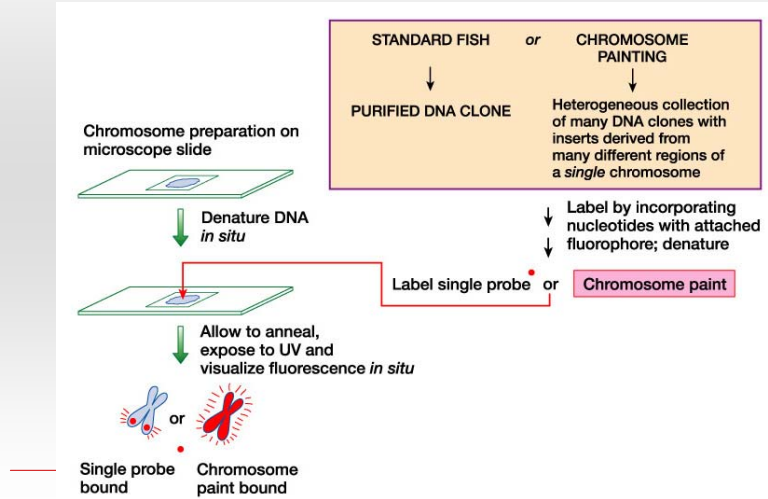 STANDARD FISH or CHROMOSOME
PAINTING
PURIFIED DNA CLONE
Heterogeneous collection
of many DNA clones with
inserts derived from
many different regions of
a single chromosome
Chromosome preparation on
microscope slide
Denature DNA
in situ
Label by incorporating
nucleotides with attached
fluorophore; denature
Label single probe or Chromosome paint
Allow to anneal,
expose to UV and
visualize fluorescence in situ
or
Single probe
bound
Chromosome
paint bound